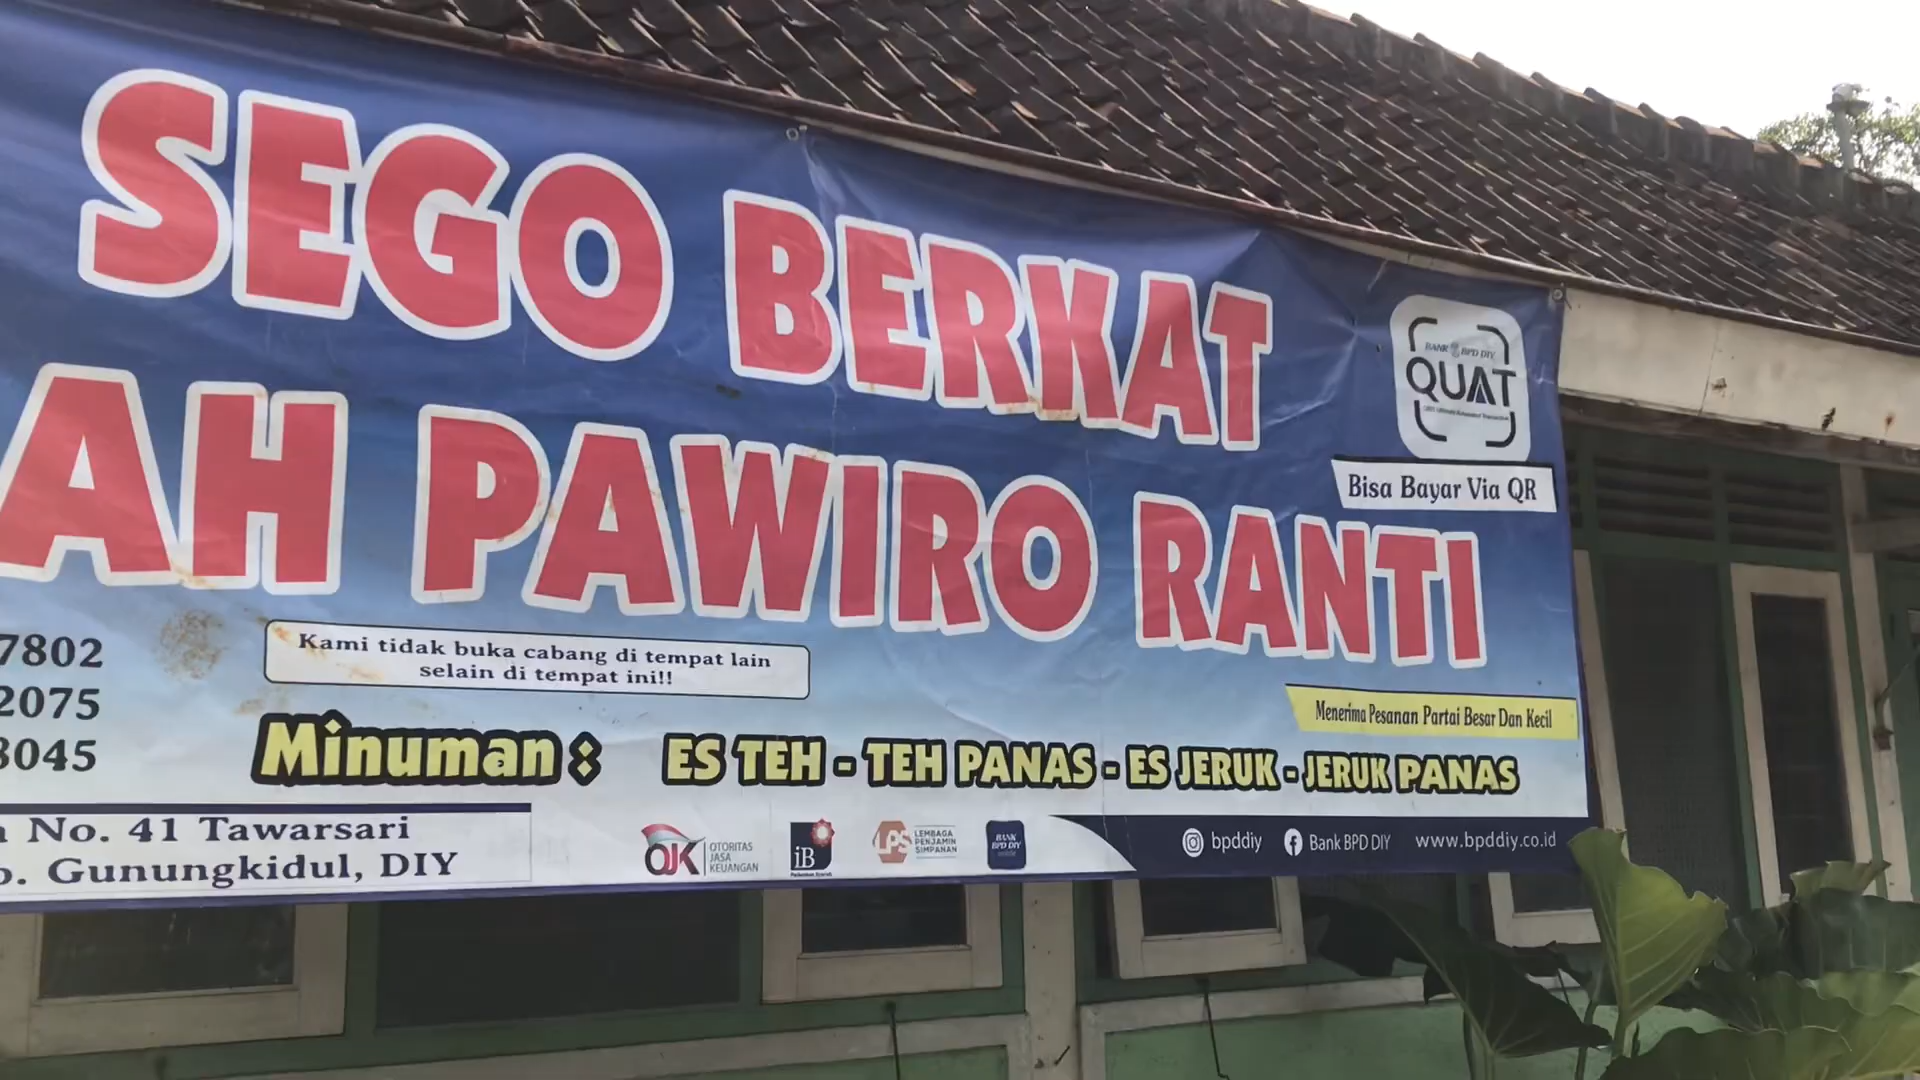 SEGO BERKAT
AH PAWIRO RANTI
BANK BPD DIY
QUAT
Bisa Bayar Via QR
7802
2075
3045
Kami tidak buka cabang di tempat lain
selain di tempat ini!!
Menerima Pesanan Partai Besar Dan Kecil
Minuman : ES TEH - TEH PANAS - ES JERUK - JERUK PANAS
No. 41 Tawarsari
Gunungkidul, DIY
OJK OTORITAS JASA KEUANGAN
iB
LPS LEMBAGA PENJAMIN SIMPANAN
BANK BPD DIY
bpddiy
Bank BPD DIY
www.bpddiy.co.id